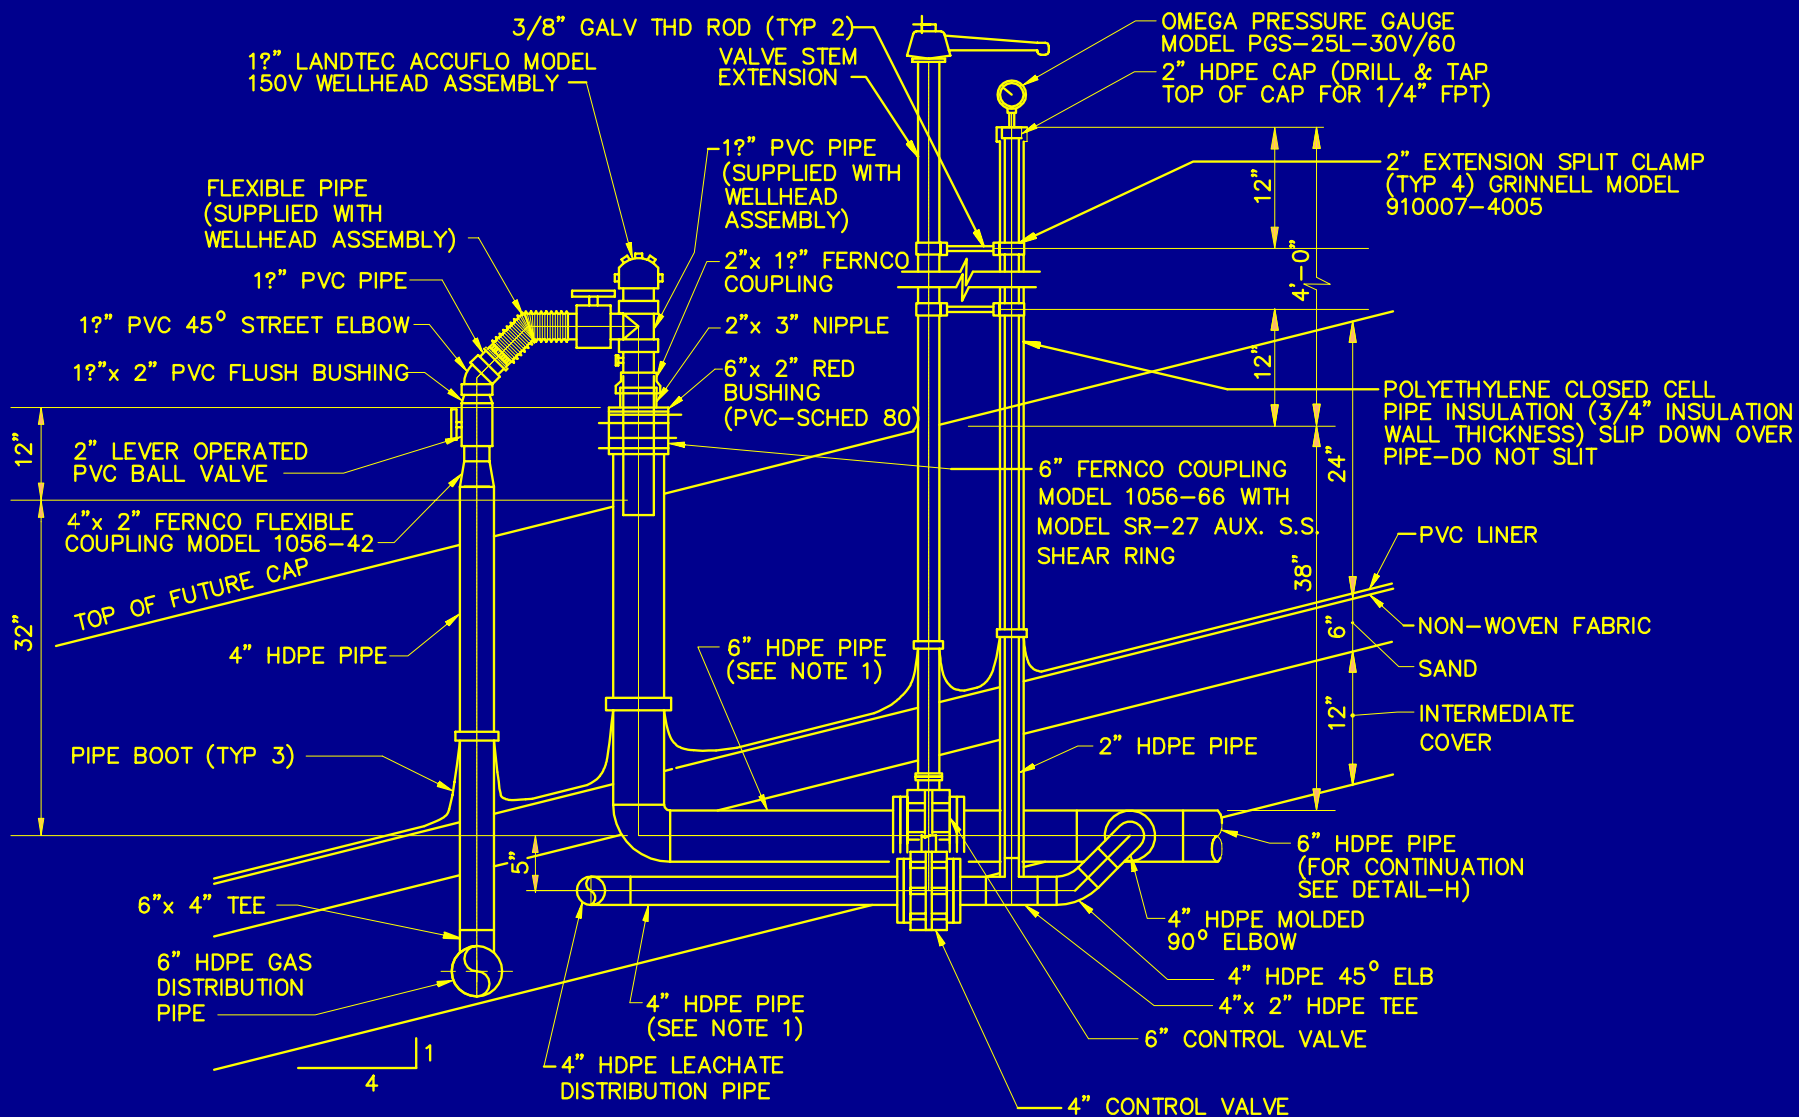 3/8" GALV THD ROD (TYP 2)
1?" LANDTEC ACCUFLO MODEL
150V WELLHEAD ASSEMBLY
VALVE STEM
EXTENSION
OMEGA PRESSURE GAUGE
MODEL PGS-25L-30V/60
2" HDPE CAP (DRILL & TAP
TOP OF CAP FOR 1/4" FPT)
1?" PVC PIPE
(SUPPLIED WITH
WELLHEAD
ASSEMBLY)
2" EXTENSION SPLIT CLAMP
(TYP 4) GRINNELL MODEL
910007-4005
12"
4'-0"
FLEXIBLE PIPE
(SUPPLIED WITH
WELLHEAD ASSEMBLY)
1?" PVC PIPE
2"x 1?" FERNCO
COUPLING
1?" PVC 45° STREET ELBOW
2"x 3" NIPPLE
1?"x 2" PVC FLUSH BUSHING
6"x 2" RED
BUSHING
(PVC-SCHED 80)
12"
POLYETHYLENE CLOSED CELL
PIPE INSULATION (3/4" INSULATION
WALL THICKNESS) SLIP DOWN OVER
PIPE-DO NOT SLIT
12"
2" LEVER OPERATED
PVC BALL VALVE
24"
6" FERNCO COUPLING
MODEL 1056-66 WITH
MODEL SR-27 AUX. S.S.
SHEAR RING
4"x 2" FERNCO FLEXIBLE
COUPLING MODEL 1056-42
PVC LINER
TOP OF FUTURE CAP
38"
32"
6"
NON-WOVEN FABRIC
4" HDPE PIPE
6" HDPE PIPE
(SEE NOTE 1)
SAND
12"
INTERMEDIATE
COVER
PIPE BOOT (TYP 3)
2" HDPE PIPE
5"
6" HDPE PIPE
(FOR CONTINUATION
SEE DETAIL-H)
6"x 4" TEE
4" HDPE MOLDED
90° ELBOW
6" HDPE GAS
DISTRIBUTION
PIPE
4" HDPE 45° ELB
4" HDPE PIPE
(SEE NOTE 1)
4"x 2" HDPE TEE
6" CONTROL VALVE
1
4
4" HDPE LEACHATE
DISTRIBUTION PIPE
4" CONTROL VALVE